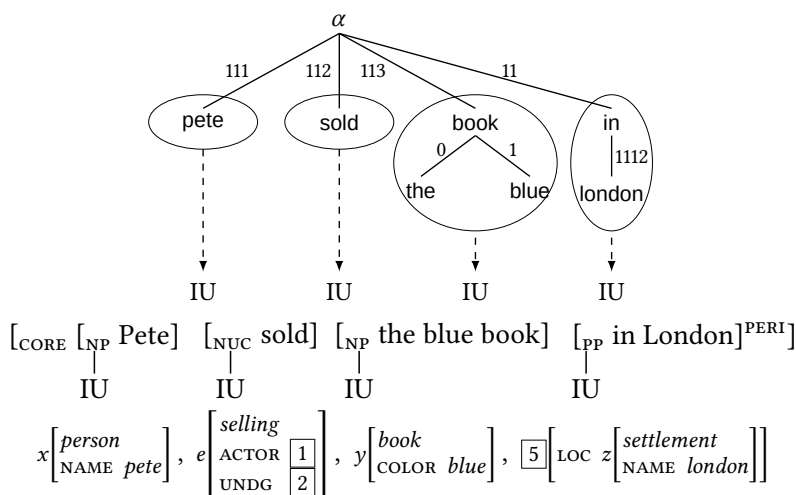 α
111 112 113 11
pete sold book in
0 1 1112
the blue london
IU IU IU IU
[CORE [NP Pete] [NUC sold] [NP the blue book] [PP in London]PERI]
IU IU IU IU
x[person NAME pete] , e[selling ACTOR 1 UNDG 2] , y[book COLOR blue] , 5[LOC z[settlement NAME london]]